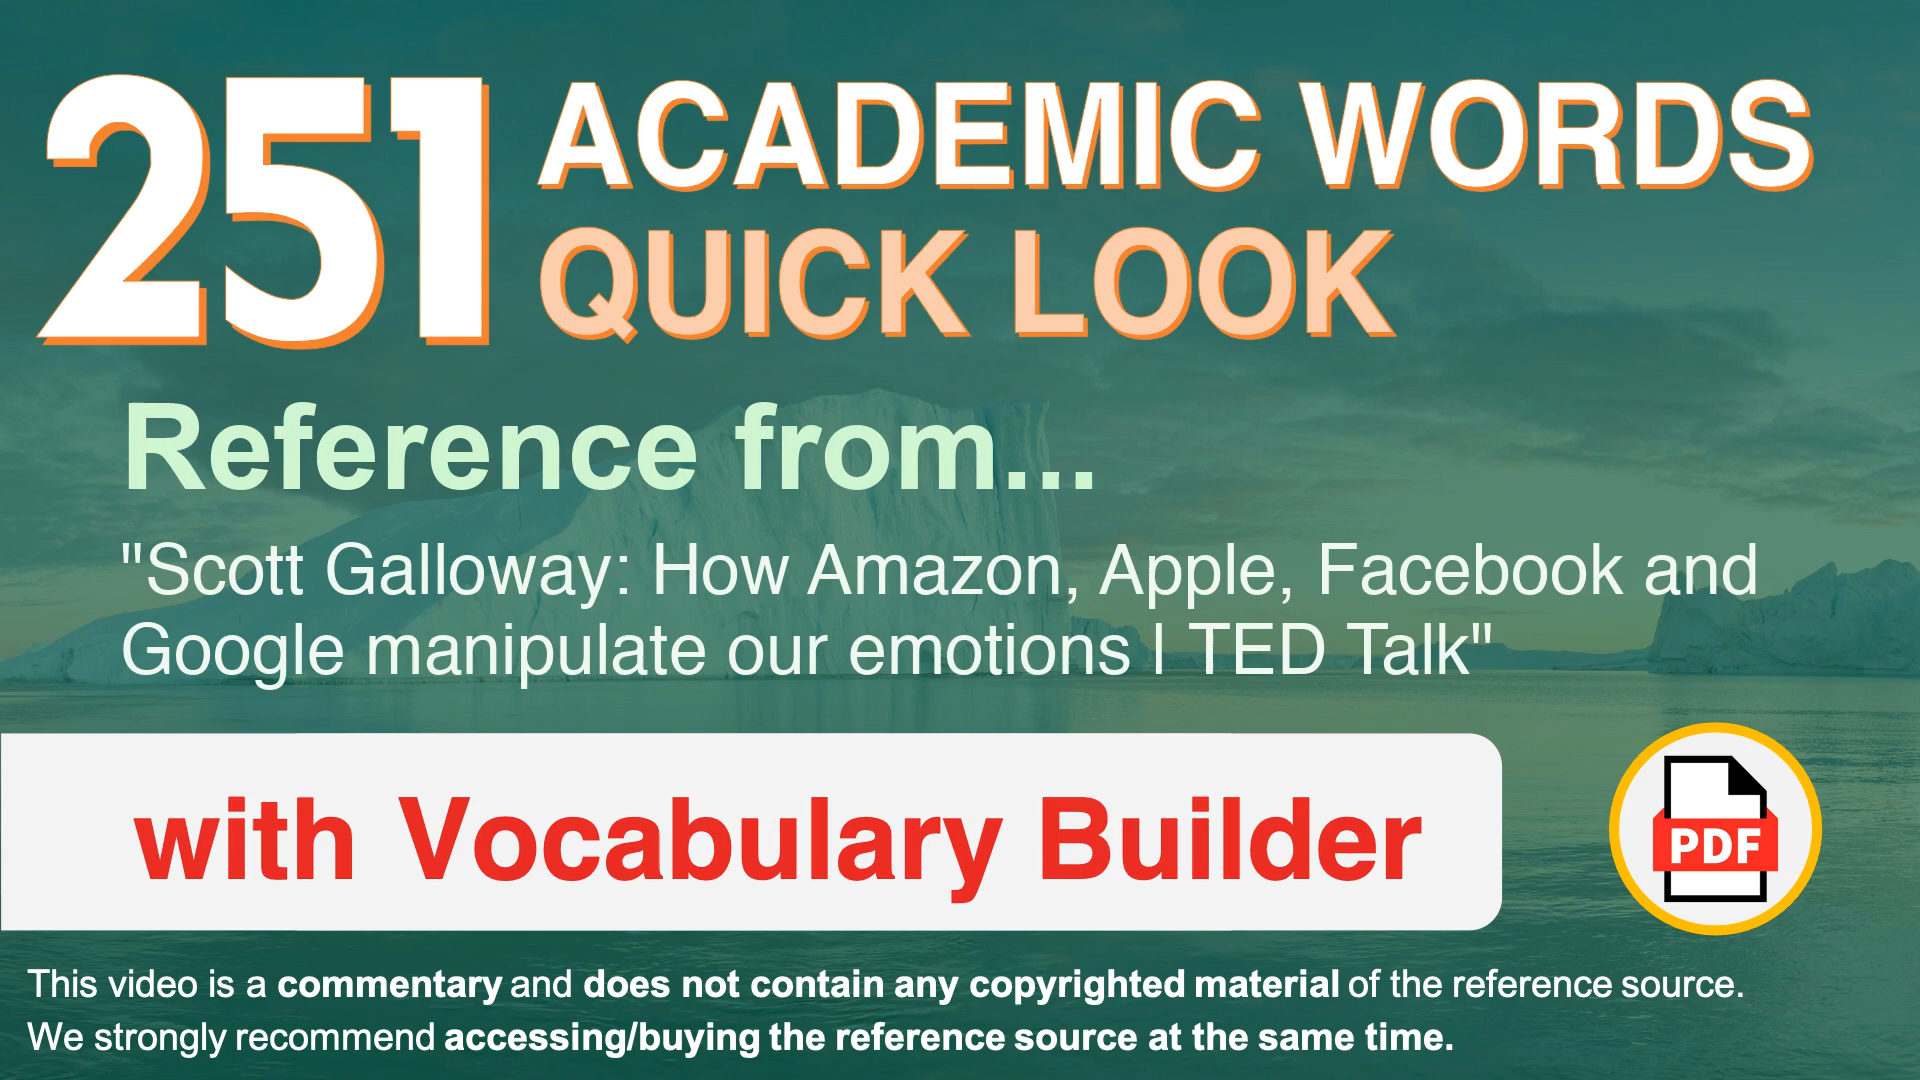 251 ACADEMIC WORDS
QUICK LOOK
Reference from...
"Scott Galloway: How Amazon, Apple, Facebook and
Google manipulate our emotions | TED Talk"
with Vocabulary Builder
PDF
This video is a commentary and does not contain any copyrighted material of the reference source.
We strongly recommend accessing/buying the reference source at the same time.